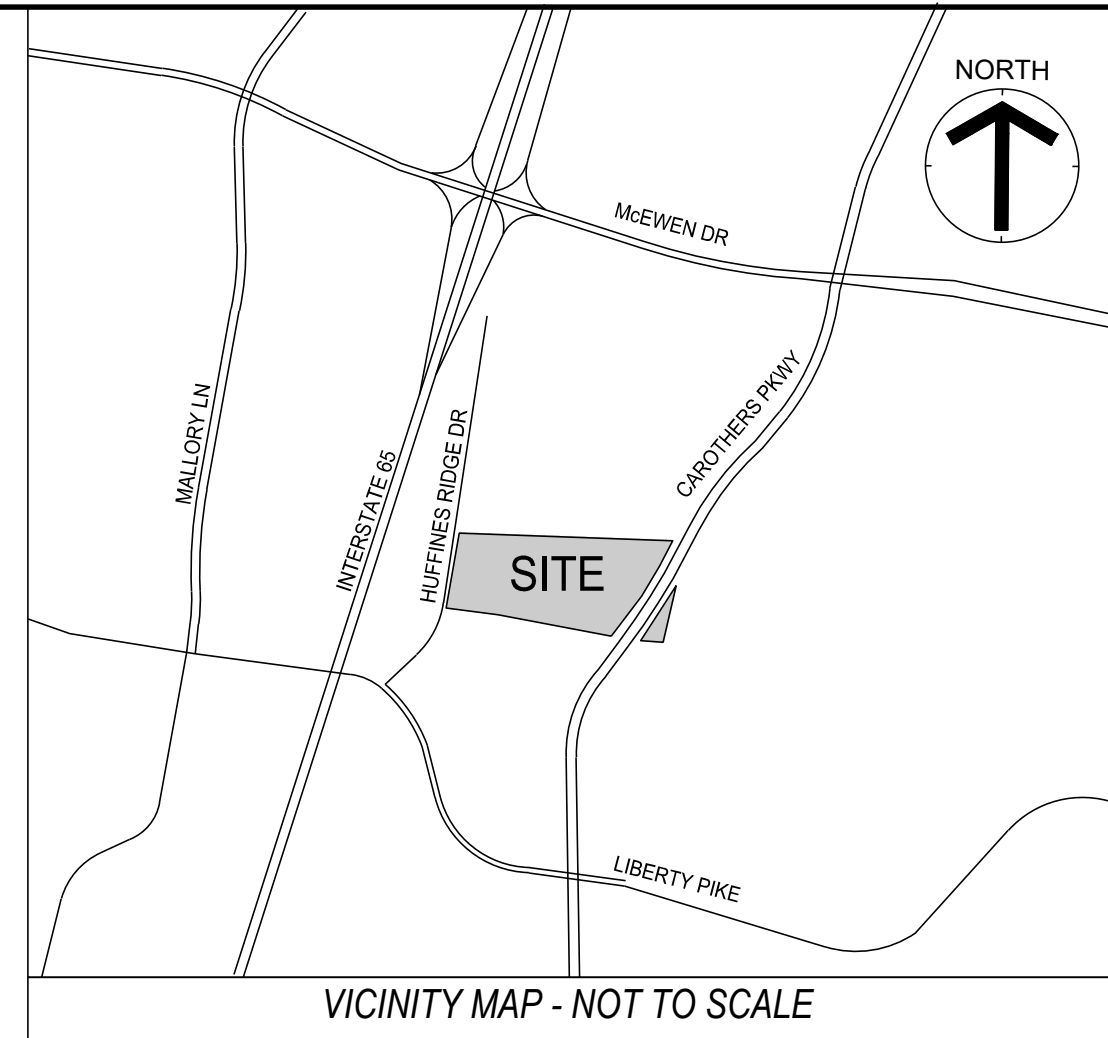 NORTH
McEWEN DR
MALLORY LN
INTERSTATE 65
HUFFINES RIDGE DR
CAROTHERS PKWY
SITE
LIBERTY PIKE
VICINITY MAP - NOT TO SCALE